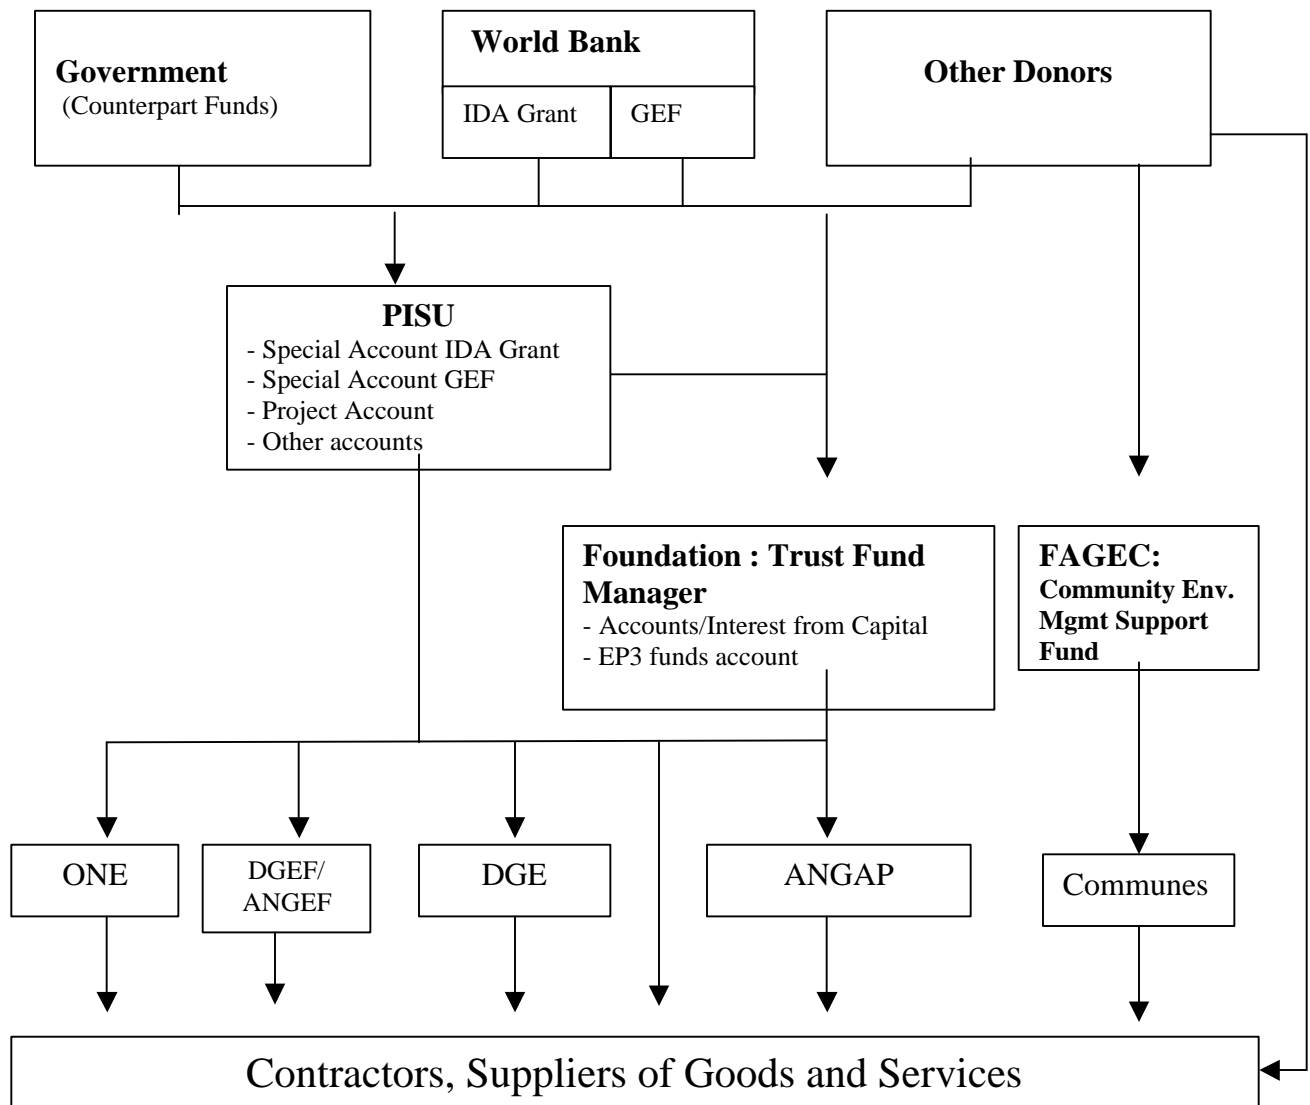 Government
(Counterpart Funds)
World Bank
IDA Grant
GEF
Other Donors
PISU
- Special Account IDA Grant
- Special Account GEF
- Project Account
- Other accounts
Foundation : Trust Fund
Manager
- Accounts/Interest from Capital
- EP3 funds account
FAGEC:
Community Env.
Mgmt Support
Fund
ONE
DGEF/
ANGEF
DGE
ANGAP
Communes
Contractors, Suppliers of Goods and Services